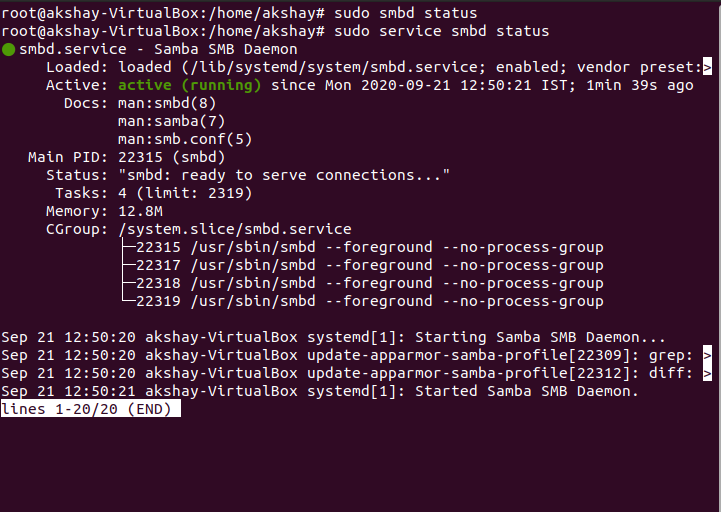 root@akshay-VirtualBox:/home/akshay# sudo smbd status
root@akshay-VirtualBox:/home/akshay# sudo service smbd status
● smbd.service - Samba SMB Daemon
     Loaded: loaded (/lib/systemd/system/smbd.service; enabled; vendor preset:>
     Active: active (running) since Mon 2020-09-21 12:50:21 IST; 1min 39s ago
       Docs: man:smbd(8)
             man:samba(7)
             man:smb.conf(5)
   Main PID: 22315 (smbd)
     Status: "smbd: ready to serve connections..."
      Tasks: 4 (limit: 2319)
     Memory: 12.8M
     CGroup: /system.slice/smbd.service
             ├─22315 /usr/sbin/smbd --foreground --no-process-group
             ├─22317 /usr/sbin/smbd --foreground --no-process-group
             ├─22318 /usr/sbin/smbd --foreground --no-process-group
             └─22319 /usr/sbin/smbd --foreground --no-process-group
Sep 21 12:50:20 akshay-VirtualBox systemd[1]: Starting Samba SMB Daemon...
Sep 21 12:50:20 akshay-VirtualBox update-apparmor-samba-profile[22309]: grep: >
Sep 21 12:50:20 akshay-VirtualBox update-apparmor-samba-profile[22312]: diff: >
Sep 21 12:50:21 akshay-VirtualBox systemd[1]: Started Samba SMB Daemon.
lines 1-20/20 (END)